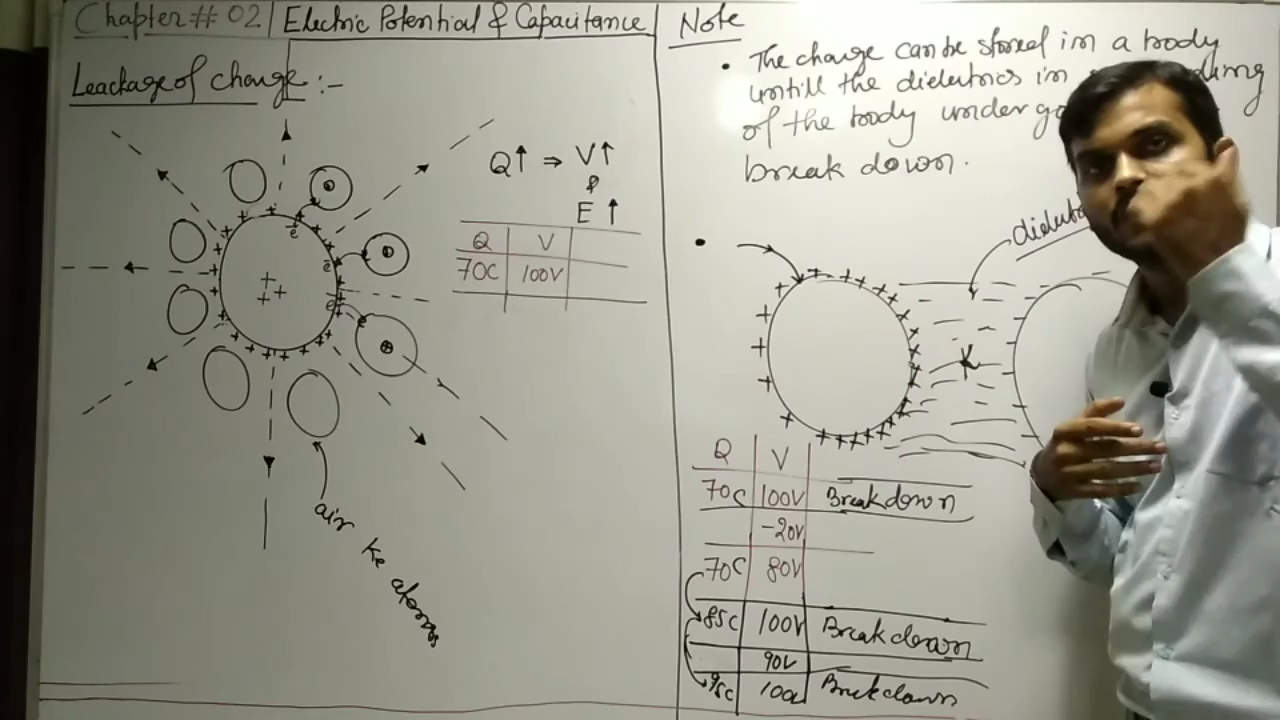 Chapter # 02 Electric Potential & Capacitance
Leackage of charge :-
Q↑ ⇒ V↑
&
E ↑
Q V
70C 100V
+ + +
e
e
e
air ke atoms
Note
• The charge can be stored in a body
untill the dielectrics in
of the body under
break down.
Q V
70C 100V Breakdown
-20V
70C 80V
85C 100V Breakdown
90V
95C 100V Breakdown